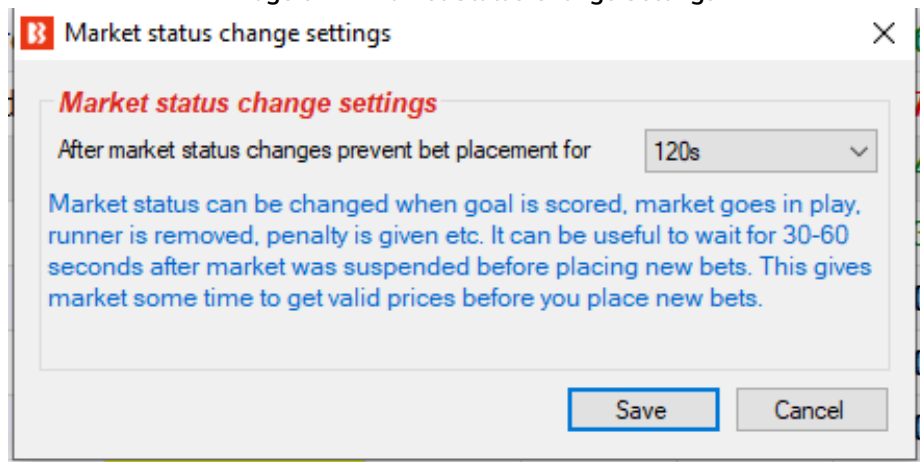 Market status change settings
Market status change settings
After market status changes prevent bet placement for 120s
Market status can be changed when goal is scored, market goes in play,
runner is removed, penalty is given etc. It can be useful to wait for 30-60
seconds after market was suspended before placing new bets. This gives
market some time to get valid prices before you place new bets.
Save Cancel